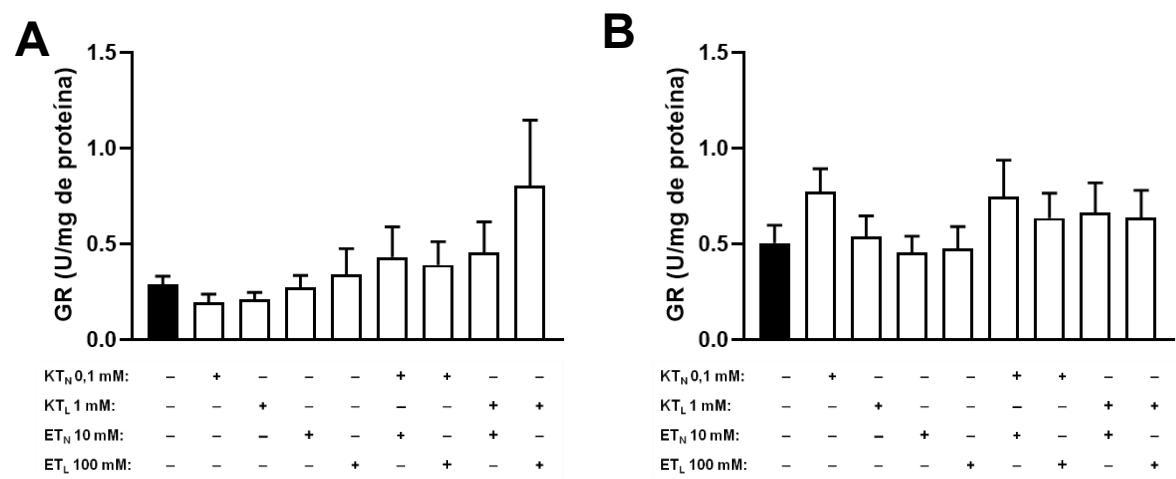 A
GR (U/mg de proteína)
1.5
1.0
0.5
0.0
KTN 0,1 mM: – + – – – + + – –
KTL 1 mM: – – + – – – – + +
ETN 10 mM: – – – + – + – + –
ETL 100 mM: – – – – + – + – +
B
GR (U/mg de proteína)
1.5
1.0
0.5
0.0
KTN 0,1 mM: – + – – – + + – –
KTL 1 mM: – – + – – – – + +
ETN 10 mM: – – – + – + – + –
ETL 100 mM: – – – – + – + – +